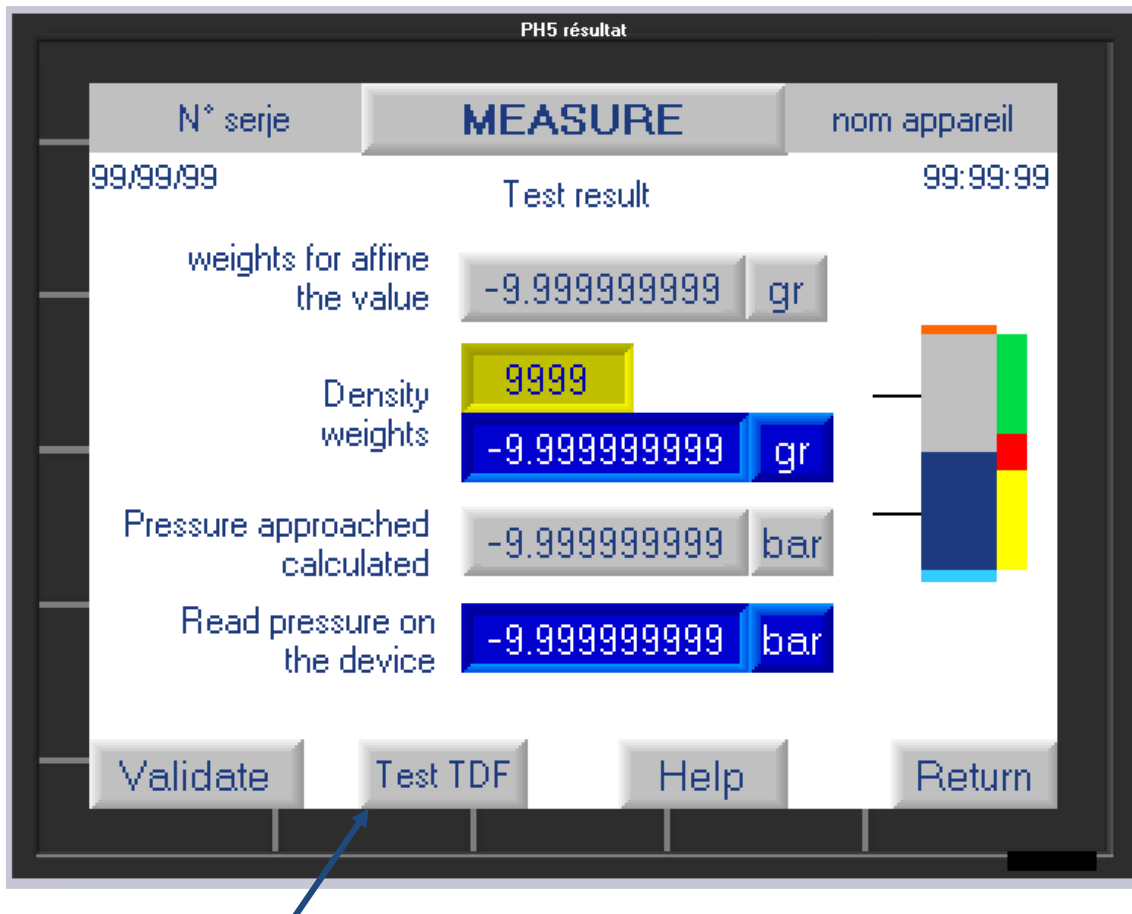 PH5 résultat
N° serje MEASURE nom appareil
99/99/99 99:99:99
Test result
weights for affine
the value
-9.999999999 gr
9999
Density
weights
-9.999999999 gr
Pressure approached
calculated
-9.999999999 bar
Read pressure on
the device
-9.999999999 bar
Validate Test TDF Help Return